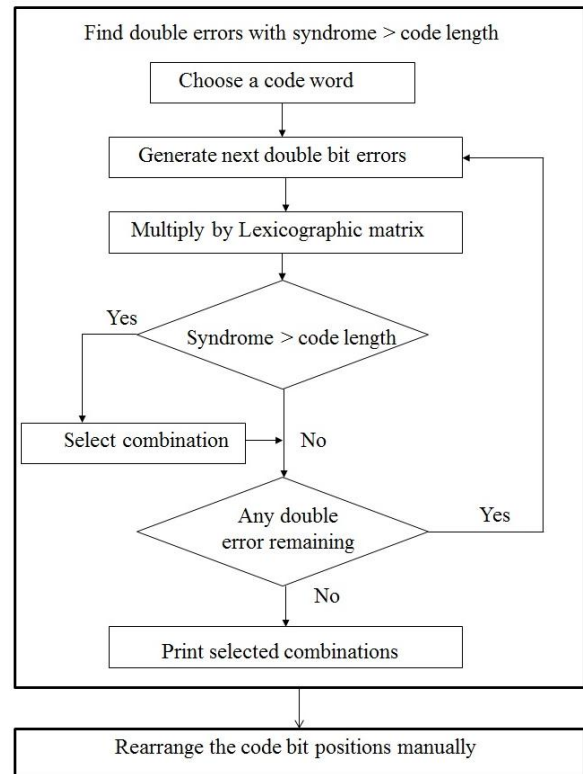 Find double errors with syndrome > code length
Choose a code word
Generate next double bit errors
Multiply by Lexicographic matrix
Yes
Syndrome > code length
Select combination
No
Any double
error remaining
Yes
No
Print selected combinations
Rearrange the code bit positions manually